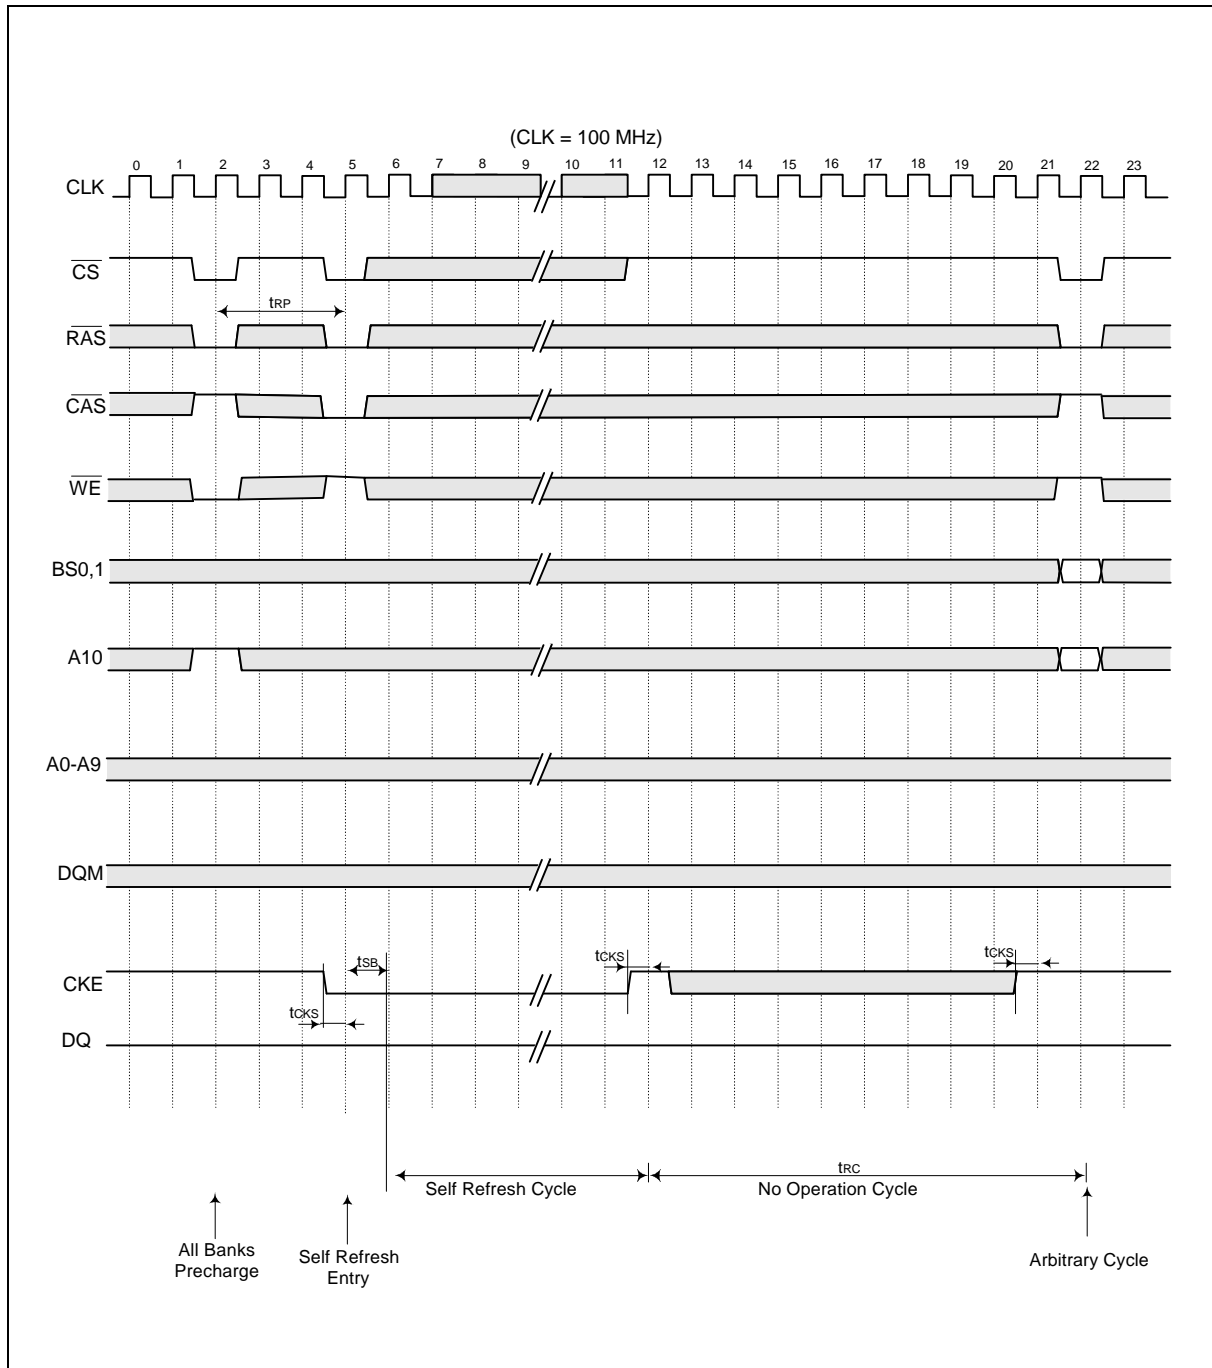 (CLK = 100 MHz)
0 1 2 3 4 5 6 7 8 9 10 11 12 13 14 15 16 17 18 19 20 21 22 23
CLK
CS
tRP
RAS
CAS
WE
BS0,1
A10
A0-A9
DQM
tSB
tCKS
tCKS
CKE
tCKS
DQ
tRC
Self Refresh Cycle
No Operation Cycle
All Banks
Precharge
Self Refresh
Entry
Arbitrary Cycle